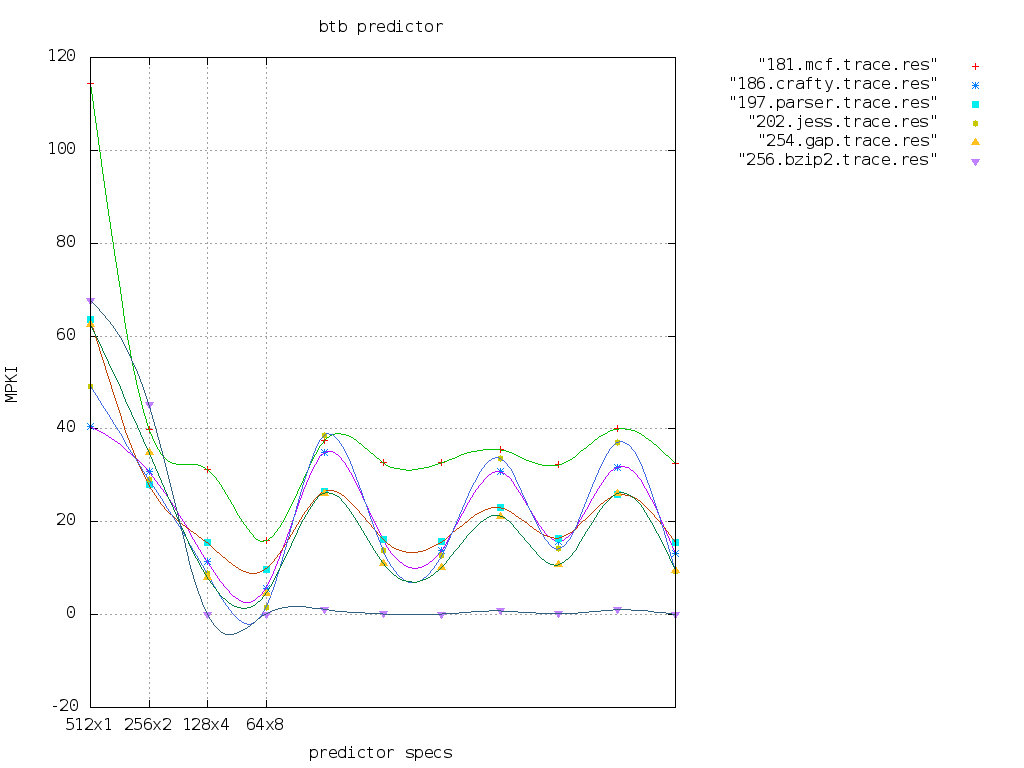 btb predictor
"181.mcf.trace.res"
"186.crafty.trace.res"
"197.parser.trace.res"
"202.jess.trace.res"
"254.gap.trace.res"
"256.bzip2.trace.res"
120
100
80
60
40
20
0
-20
MPKI
512x1 256x2 128x4 64x8
predictor specs